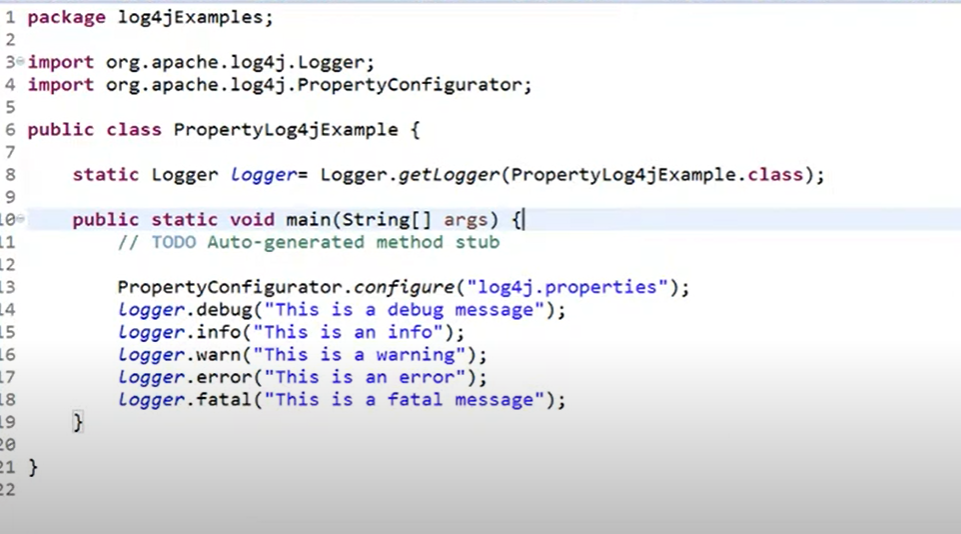 1 package log4jExamples;
2
3 import org.apache.log4j.Logger;
4 import org.apache.log4j.PropertyConfigurator;
5
6 public class PropertyLog4jExample {
7
8 static Logger logger= Logger.getLogger(PropertyLog4jExample.class);
9
10 public static void main(String[] args) {
11 // TODO Auto-generated method stub
12
13 PropertyConfigurator.configure("log4j.properties");
14 logger.debug("This is a debug message");
15 logger.info("This is an info");
16 logger.warn("This is a warning");
17 logger.error("This is an error");
18 logger.fatal("This is a fatal message");
19 }
20
21 }
22